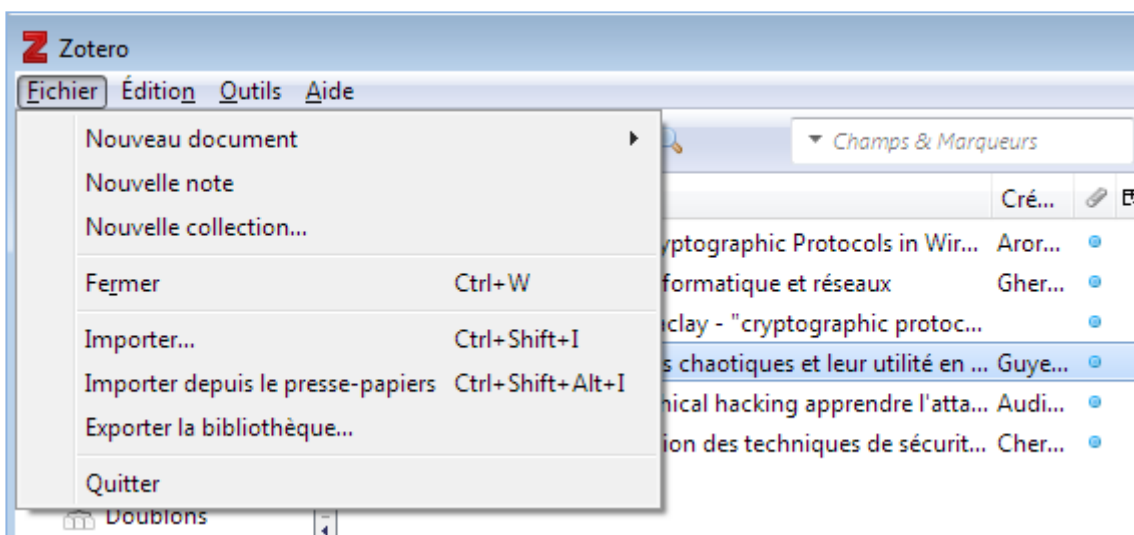 Zotero
Fichier Édition Outils Aide
Nouveau document
Champs & Marqueurs
Nouvelle note
Cré...
Nouvelle collection...
yptographic Protocols in Wir... Aror...
Fermer Ctrl+W
formatique et réseaux Gher...
Importer... Ctrl+Shift+I
aclay - "cryptographic protoc...
s chaotiques et leur utilité en ... Guye...
Importer depuis le presse-papiers Ctrl+Shift+Alt+I
nical hacking apprendre l'atta... Audi...
Exporter la bibliothèque...
ion des techniques de sécurit... Cher...
Quitter
Doublons